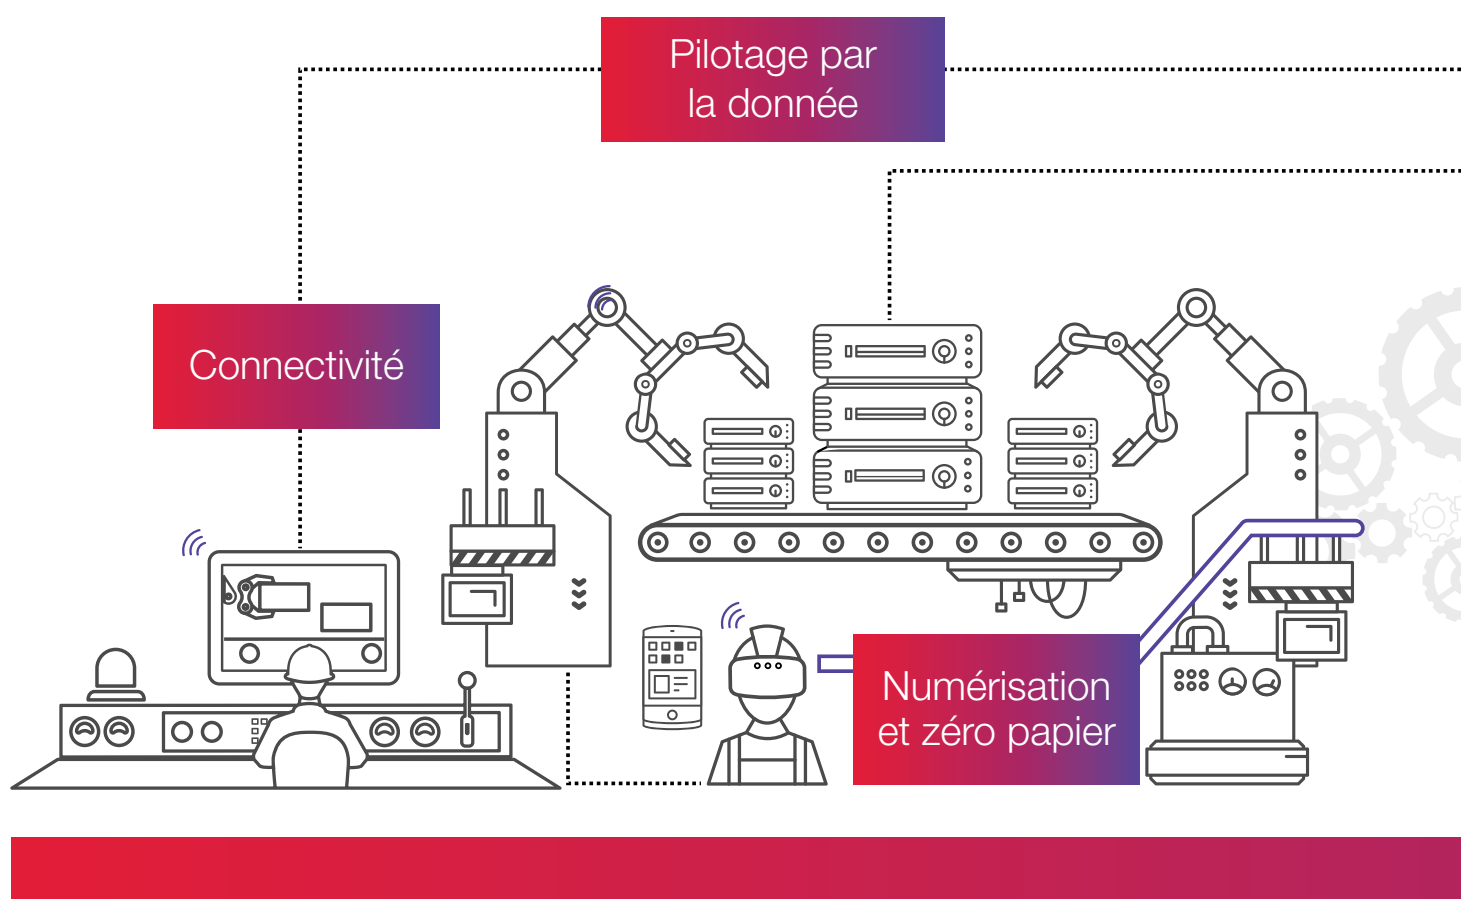 Pilotage par
la donnée
Connectivité
Numérisation
et zéro papier